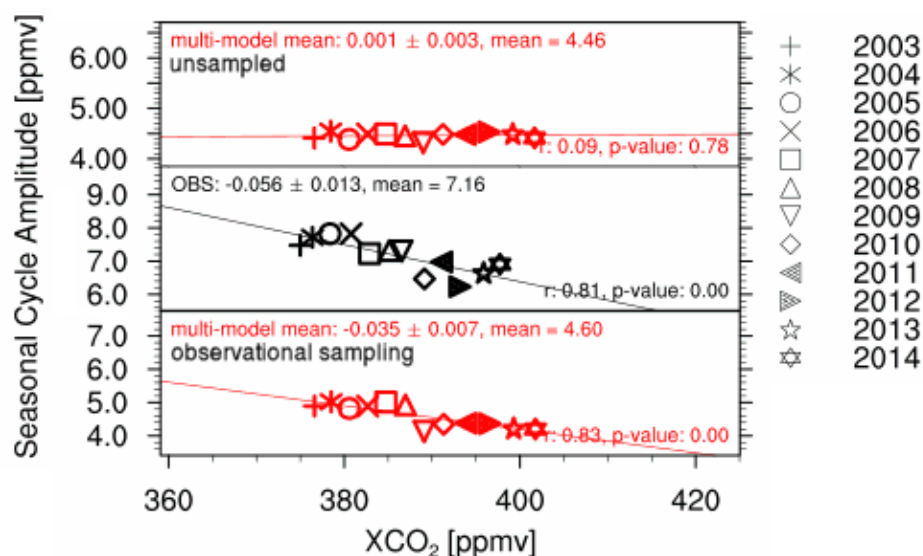 Seasonal Cycle Amplitude [ppmv]
multi-model mean: 0.001 ± 0.003, mean = 4.46
unsampled
6.00
5.00
4.00
r: 0.09, p-value: 0.78
OBS: -0.056 ± 0.013, mean = 7.16
9.0
8.0
7.0
6.0
r: 0.81, p-value: 0.00
multi-model mean: -0.035 ± 0.007, mean = 4.60
observational sampling
7.0
6.0
5.0
4.0
r: 0.83, p-value: 0.00
360 380 400 420
XCO₂ [ppmv]
2003
2004
2005
2006
2007
2008
2009
2010
2011
2012
2013
2014